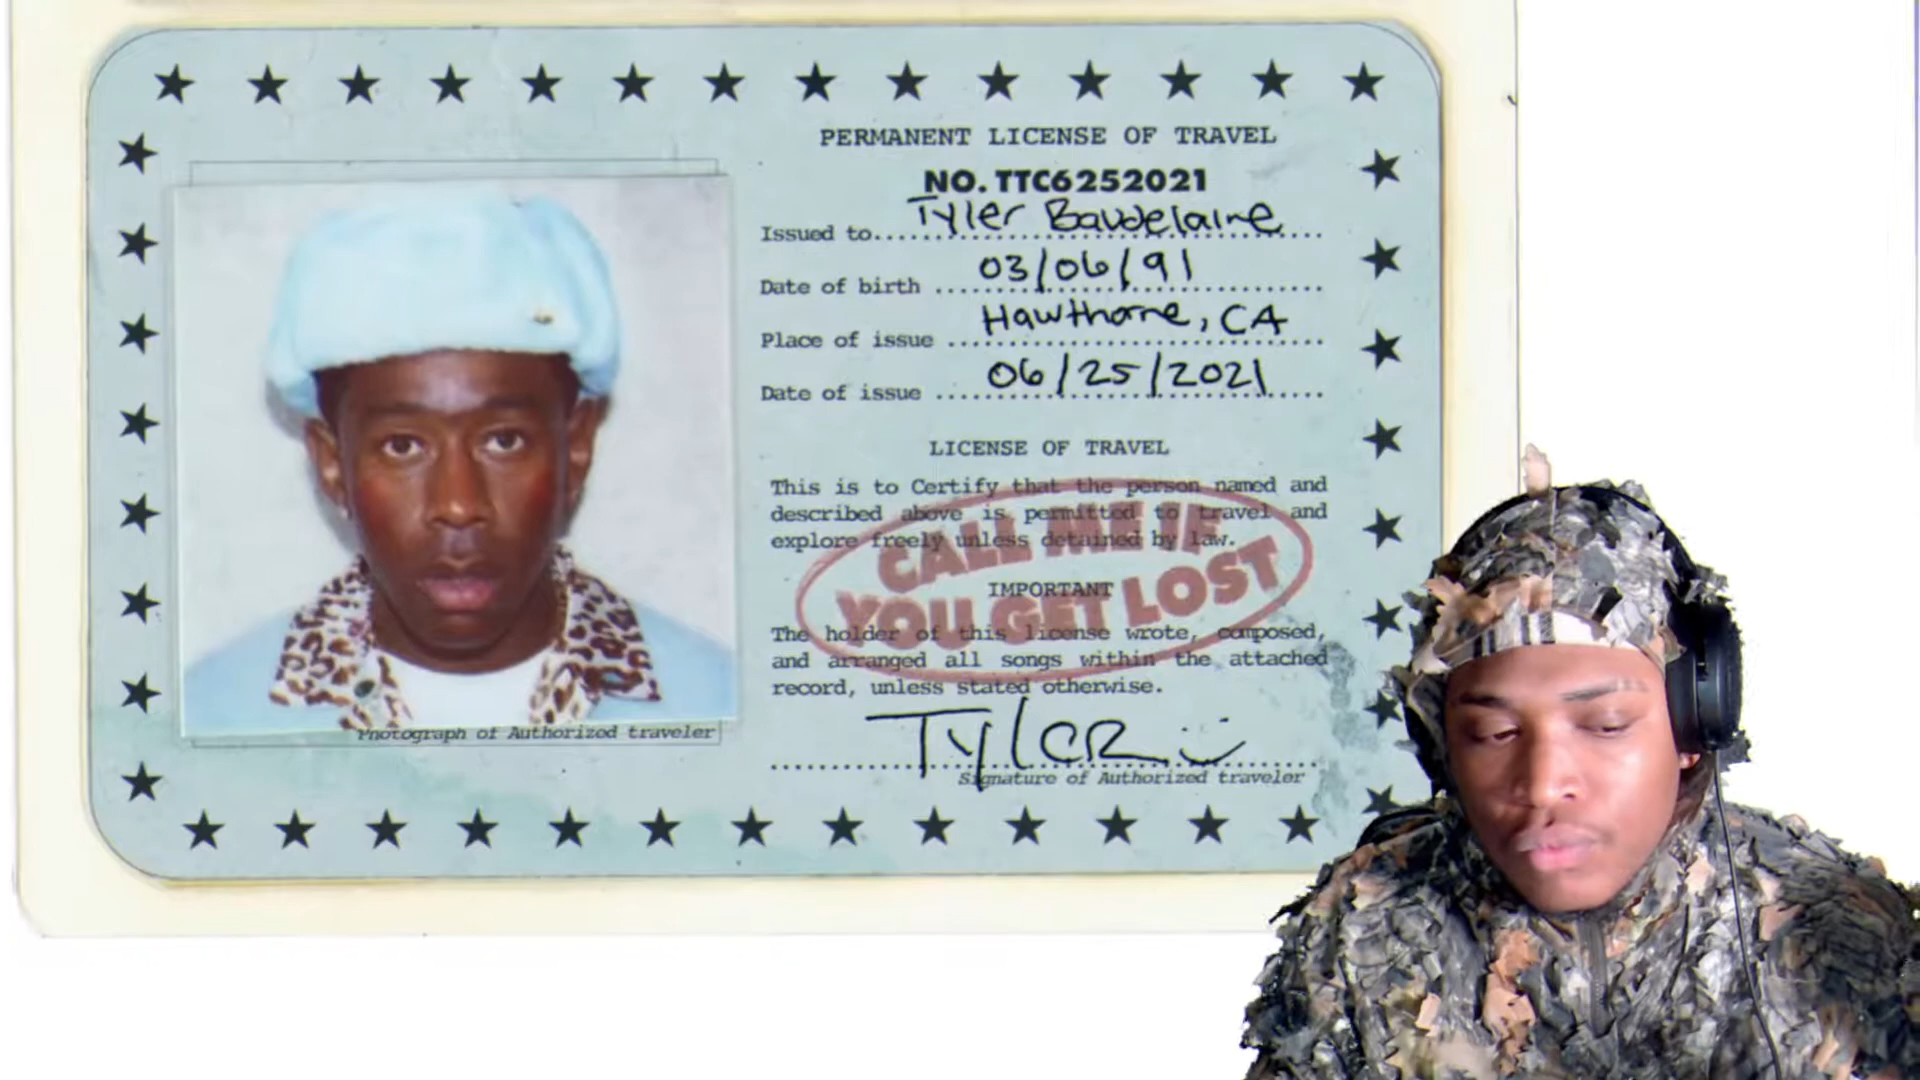 PERMANENT LICENSE OF TRAVEL
NO. TTC6252021
Issued to Tyler Baudelaire
Date of birth 03/06/91
Place of issue Hawthorne, CA
Date of issue 06/25/2021
LICENSE OF TRAVEL
This is to Certify that the person named and
described above is permitted to travel and
explore freely unless detained by law.
CALL ME IF
YOU GET LOST
IMPORTANT
The holder of this license wrote, composed,
and arranged all songs within the attached
record, unless stated otherwise.
TyleR
Signature of Authorized traveler
Photograph of Authorized traveler